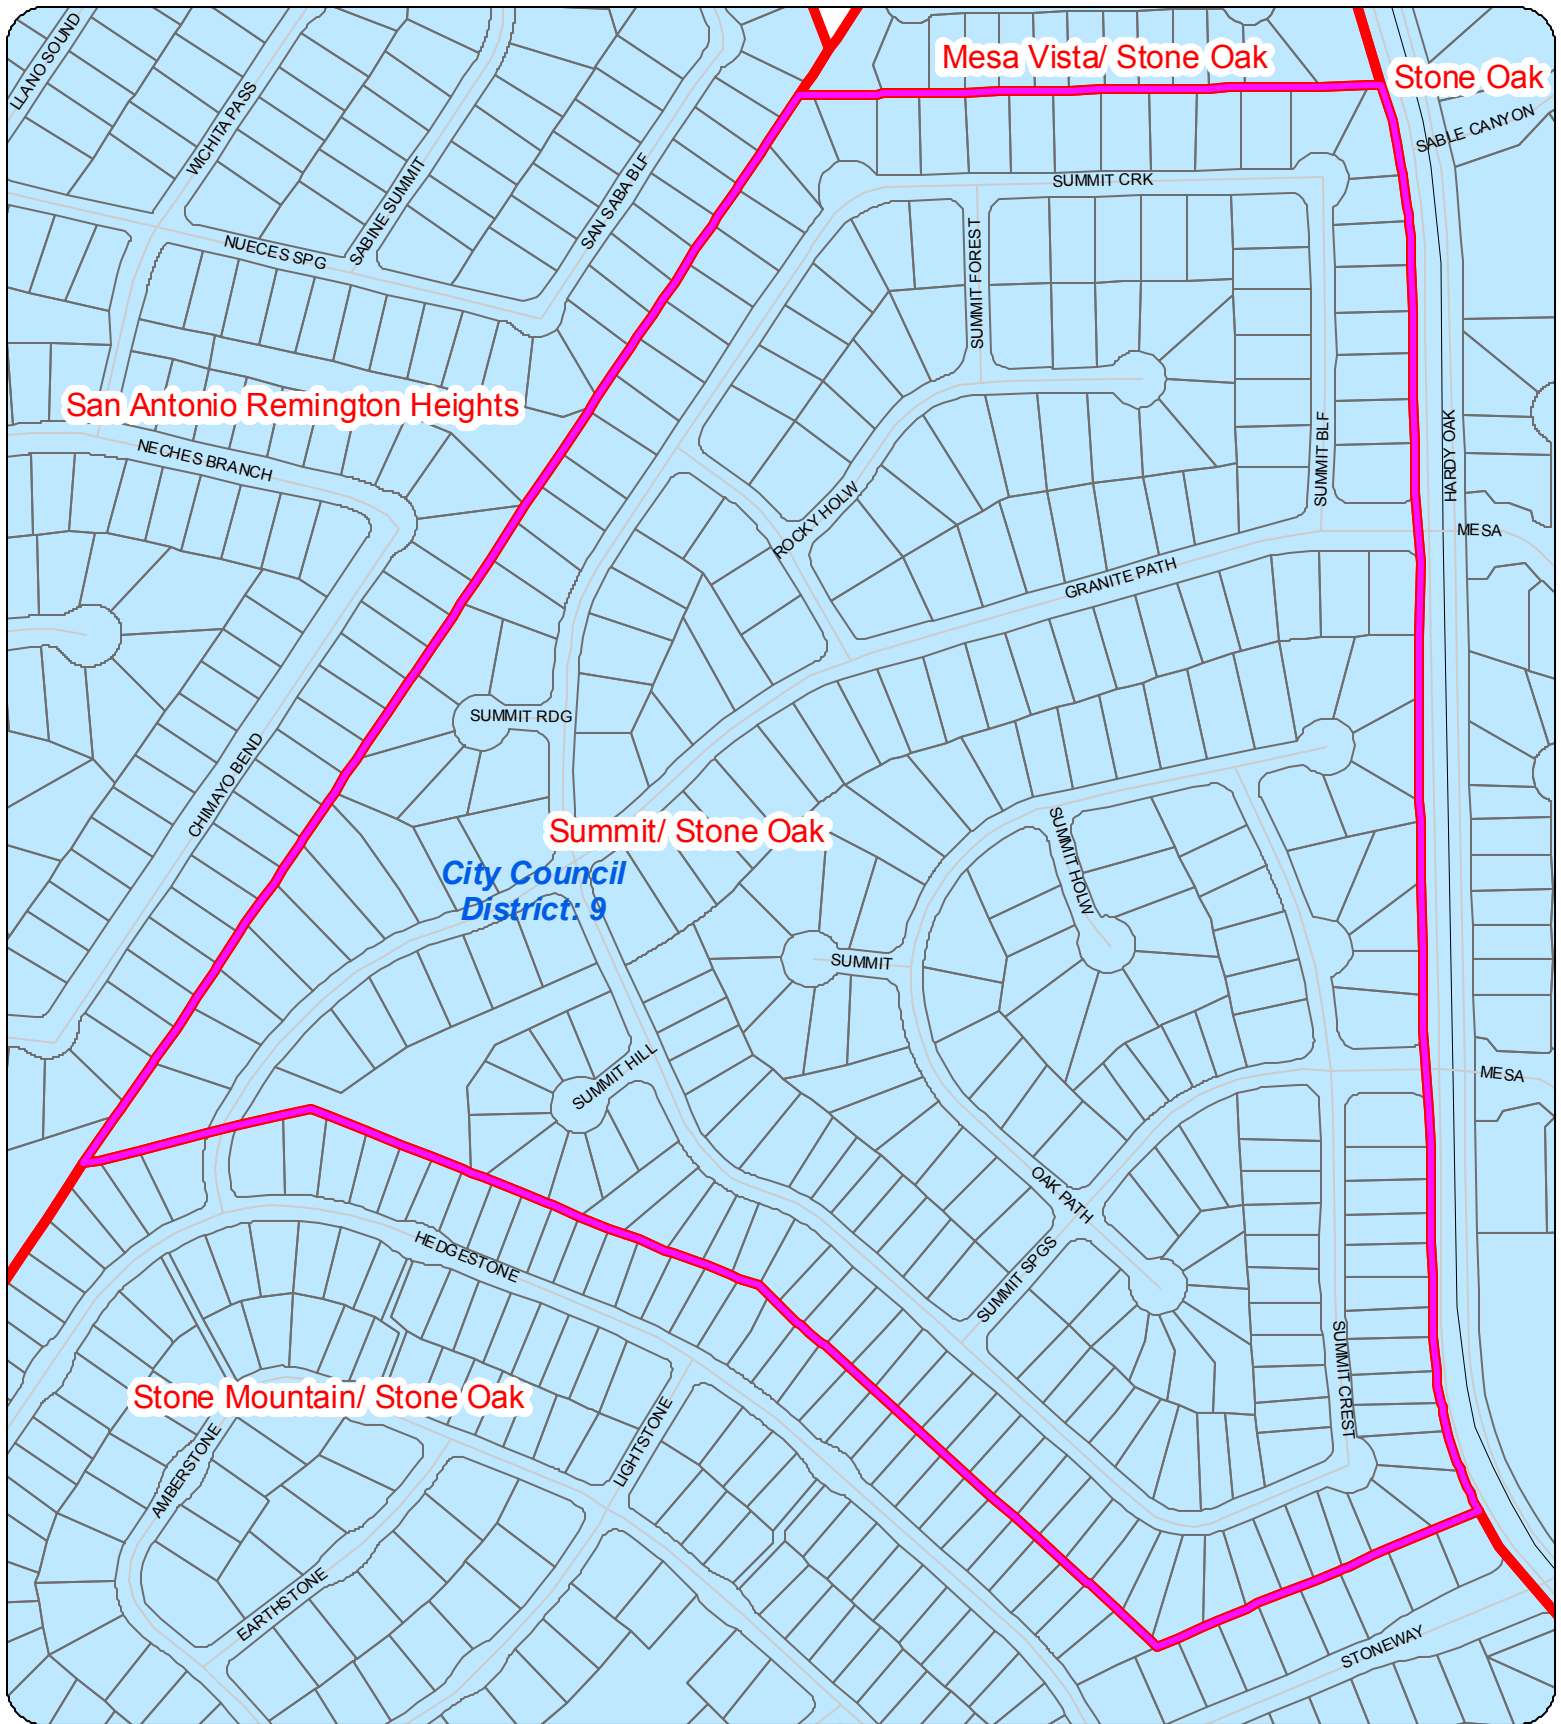 LLANO SOUND
WICHITA PASS
Mesa Vista/ Stone Oak
Stone Oak
SABLE CANYON
SABINE SUMMIT
SAN SABA BLF
SUMMIT CRK
NUECES SPG
SUMMIT FOREST
San Antonio Remington Heights
NECHES BRANCH
SUMMIT BLF
HARDY OAK
ROCKY HOLW
MESA
GRANITE PATH
SUMMIT RDG
CHIMAYO BEND
Summit/ Stone Oak
City Council
District: 9
SUMMIT HOLW
SUMMIT
SUMMIT HILL
MESA
OAK PATH
HEDGESTONE
SUMMIT SPGS
SUMMIT CREST
Stone Mountain/ Stone Oak
LIGHTSTONE
AMBERSTONE
EARTHSTONE
STONEWAY